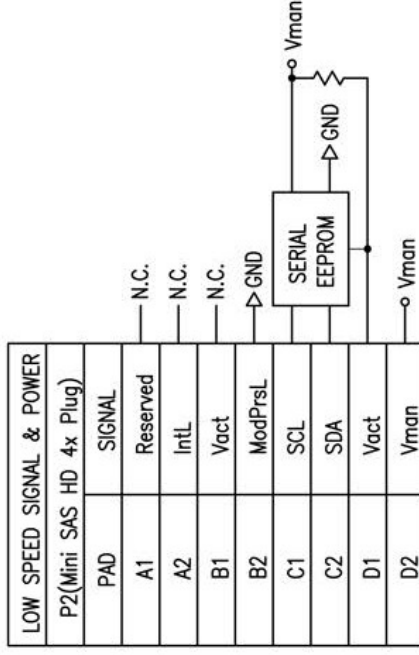 LOW SPEED SIGNAL & POWER
P2(Mini SAS HD 4x Plug)
PAD SIGNAL
A1 Reserved N.C.
A2 IntL N.C.
B1 Vact N.C.
B2 ModPrsL GND
C1 SCL
C2 SDA
D1 Vact
D2 Vman Vman
SERIAL
EEPROM
GND
Vman